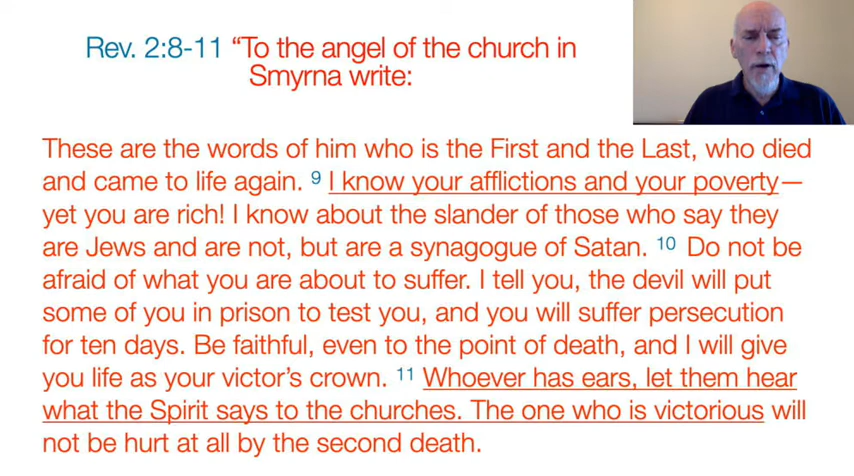 Rev. 2:8-11 “To the angel of the church in
Smyrna write:
These are the words of him who is the First and the Last, who died
and came to life again. 9 I know your afflictions and your poverty—
yet you are rich! I know about the slander of those who say they
are Jews and are not, but are a synagogue of Satan. 10 Do not be
afraid of what you are about to suffer. I tell you, the devil will put
some of you in prison to test you, and you will suffer persecution
for ten days. Be faithful, even to the point of death, and I will give
you life as your victor’s crown. 11 Whoever has ears, let them hear
what the Spirit says to the churches. The one who is victorious will
not be hurt at all by the second death.